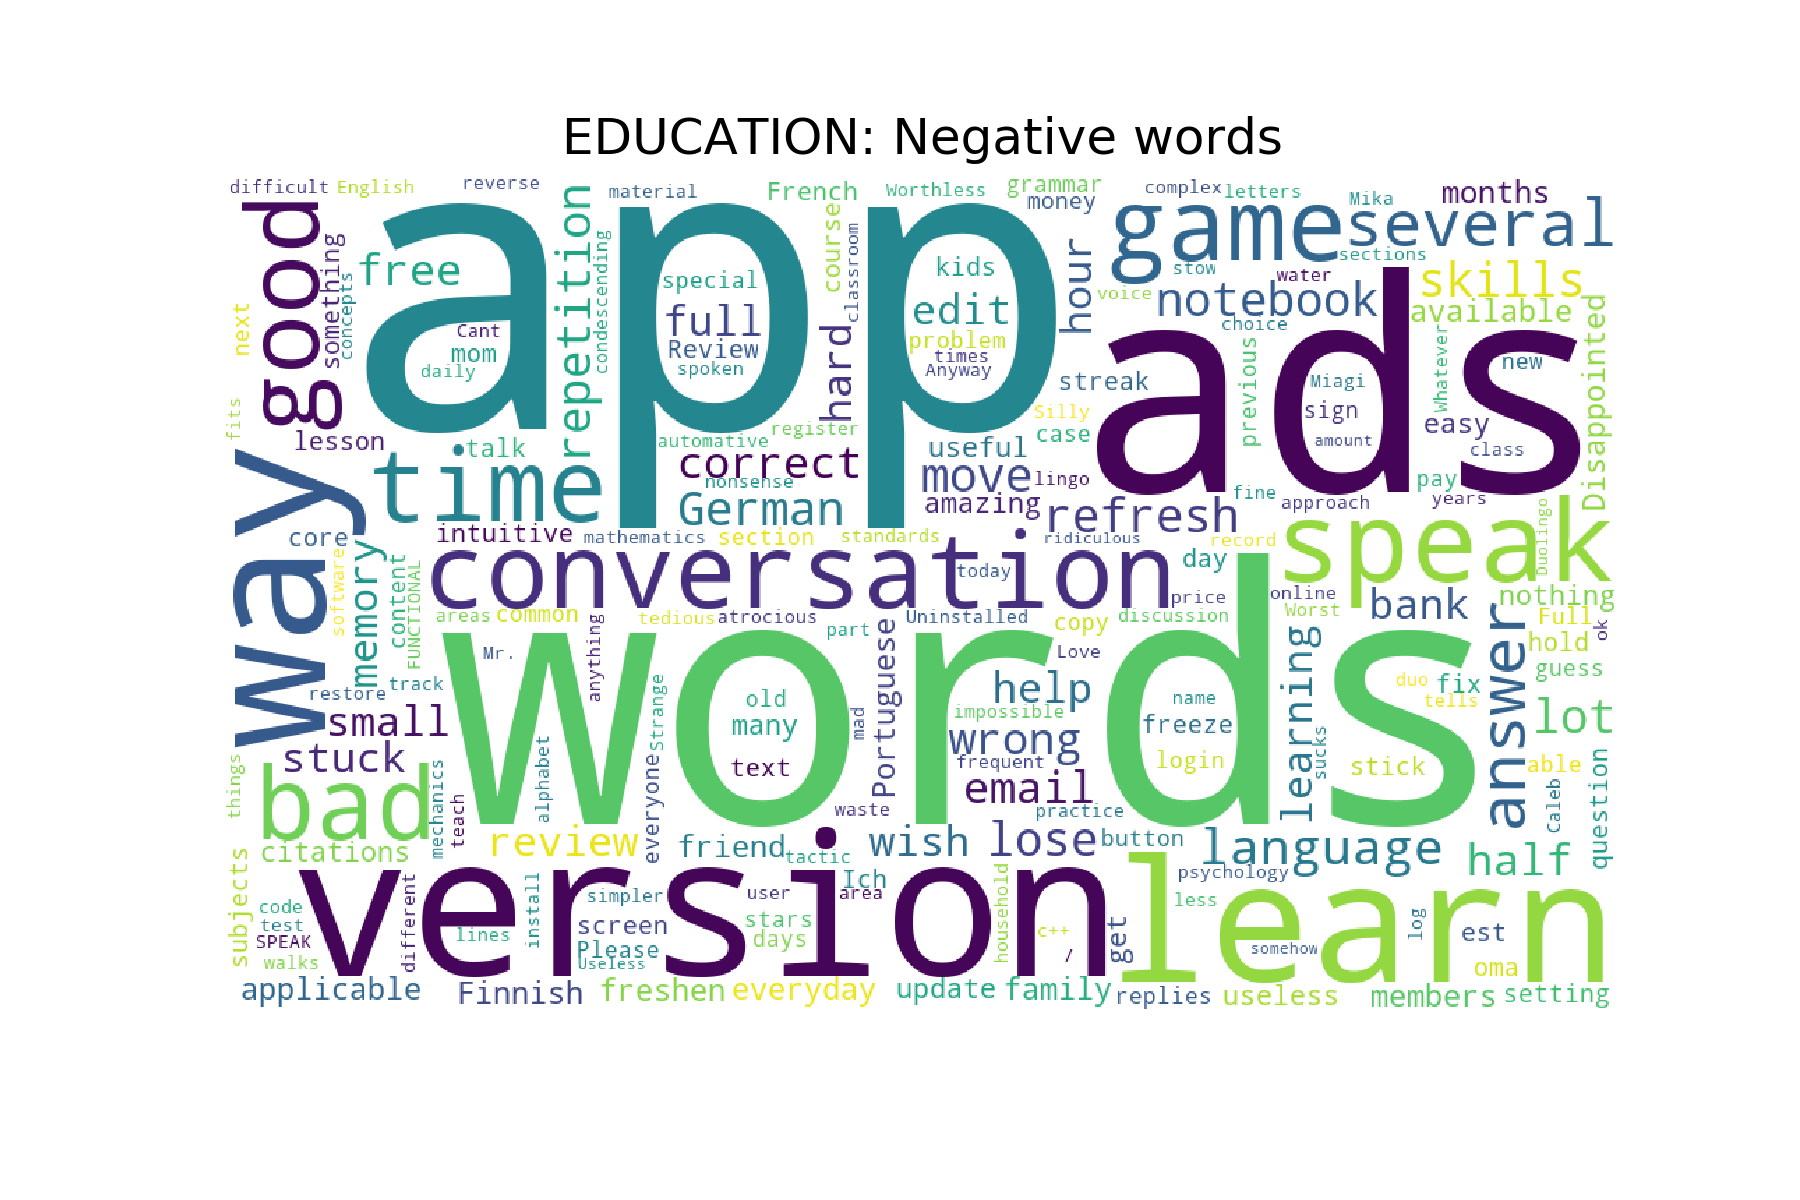 EDUCATION: Negative words
difficult English reverse material French Worthless grammar complex letters Mika months
good something concepts next free app repetition condescending special full Review spoken Cant mom daily
course classroom hard kids edit problem times Anyway money hour game several sections stow water
voice notebook skills available choice previous Whatever new Disappointed
streak ads Miagi sign amount easy class
fits lesson talk automative register Silly case useful
way time correct nonsense German move lingo amazing refresh fine approach pay years
core intuitive mathematics section standards ridiculous record speak Duolingo
software memory content FUNCTIONAL conversation today day price online bank nothing
areas common tedious atrocious Uninstalled copy discussion Worst Full hold ok
Mr. anything part Portuguese Love guess
restore track words old many text strange mad impossible help name freeze login duo fix tells
small wrong learning sucks answer lot
stuck frequent email stick able
things bad mechanics teach alphabet everyone waste practice Caleb question
citations review friend tactic wish lose button language half
subjects version Ich area user simpler psychology less learn
code test SPEAK walks different lines install screen Please Useless stars days household c++ / get somehow log est oma
applicable Finnish freshen everyday update family replies useless members setting